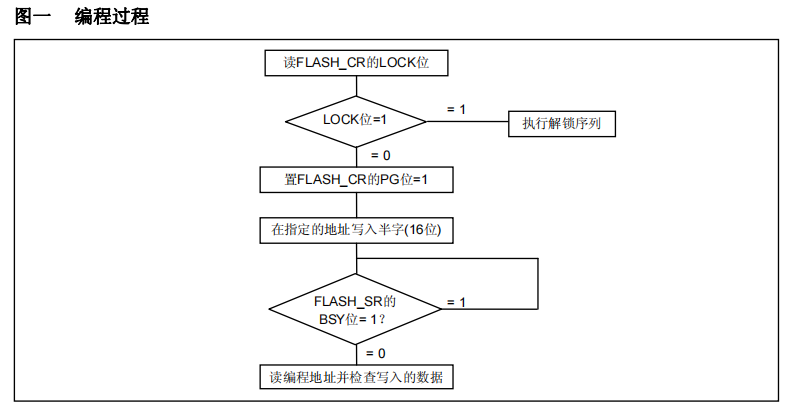 图一 编程过程
读FLASH_CR的LOCK位
LOCK位=1
= 1
执行解锁序列
= 0
置FLASH_CR的PG位=1
在指定的地址写入半字(16位)
FLASH_SR的
BSY位= 1？
= 1
= 0
读编程地址并检查写入的数据